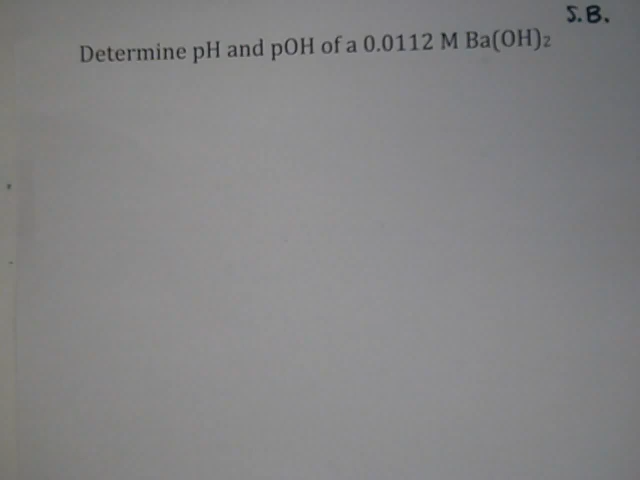 S.B.
Determine pH and pOH of a 0.0112 M Ba(OH)₂